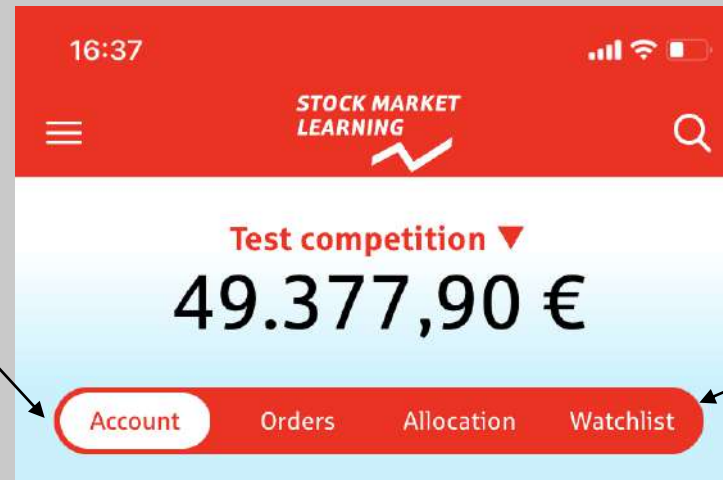 16:37
STOCK MARKET
LEARNING
Test competition ▼
49.377,90 €
Account Orders Allocation Watchlist